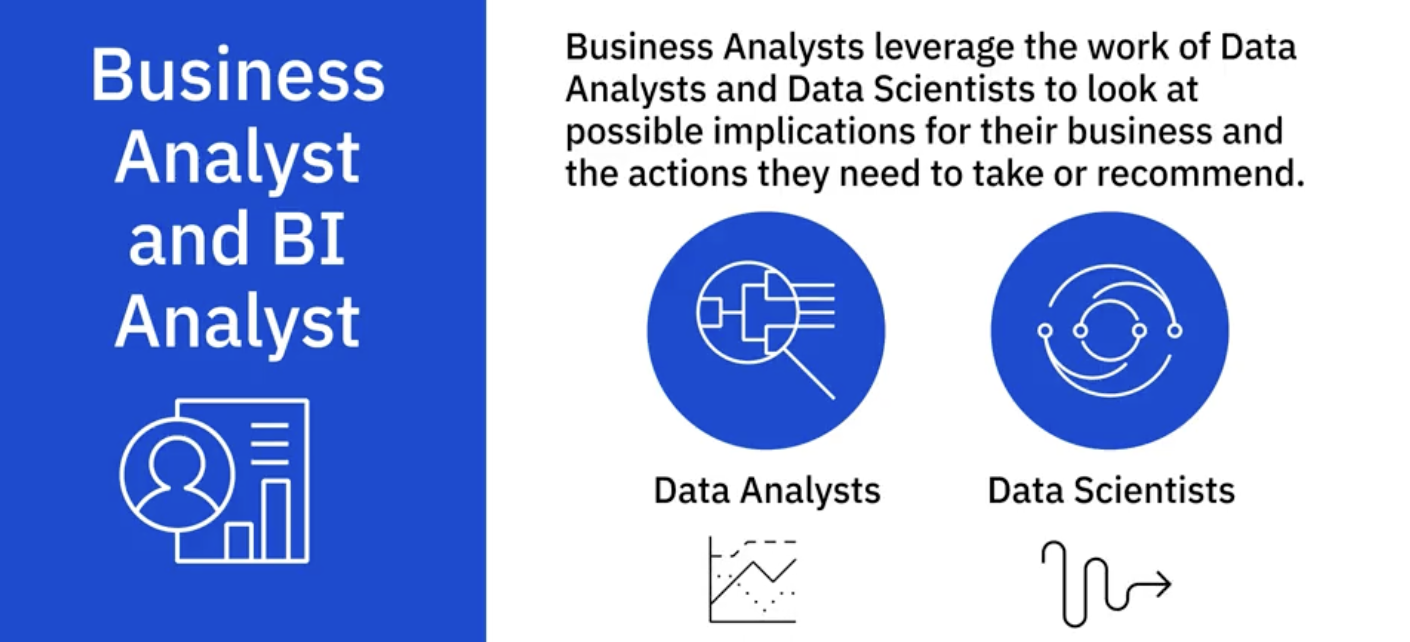 Business
Analyst
and BI
Analyst
Business Analysts leverage the work of Data
Analysts and Data Scientists to look at
possible implications for their business and
the actions they need to take or recommend.
Data Analysts
Data Scientists